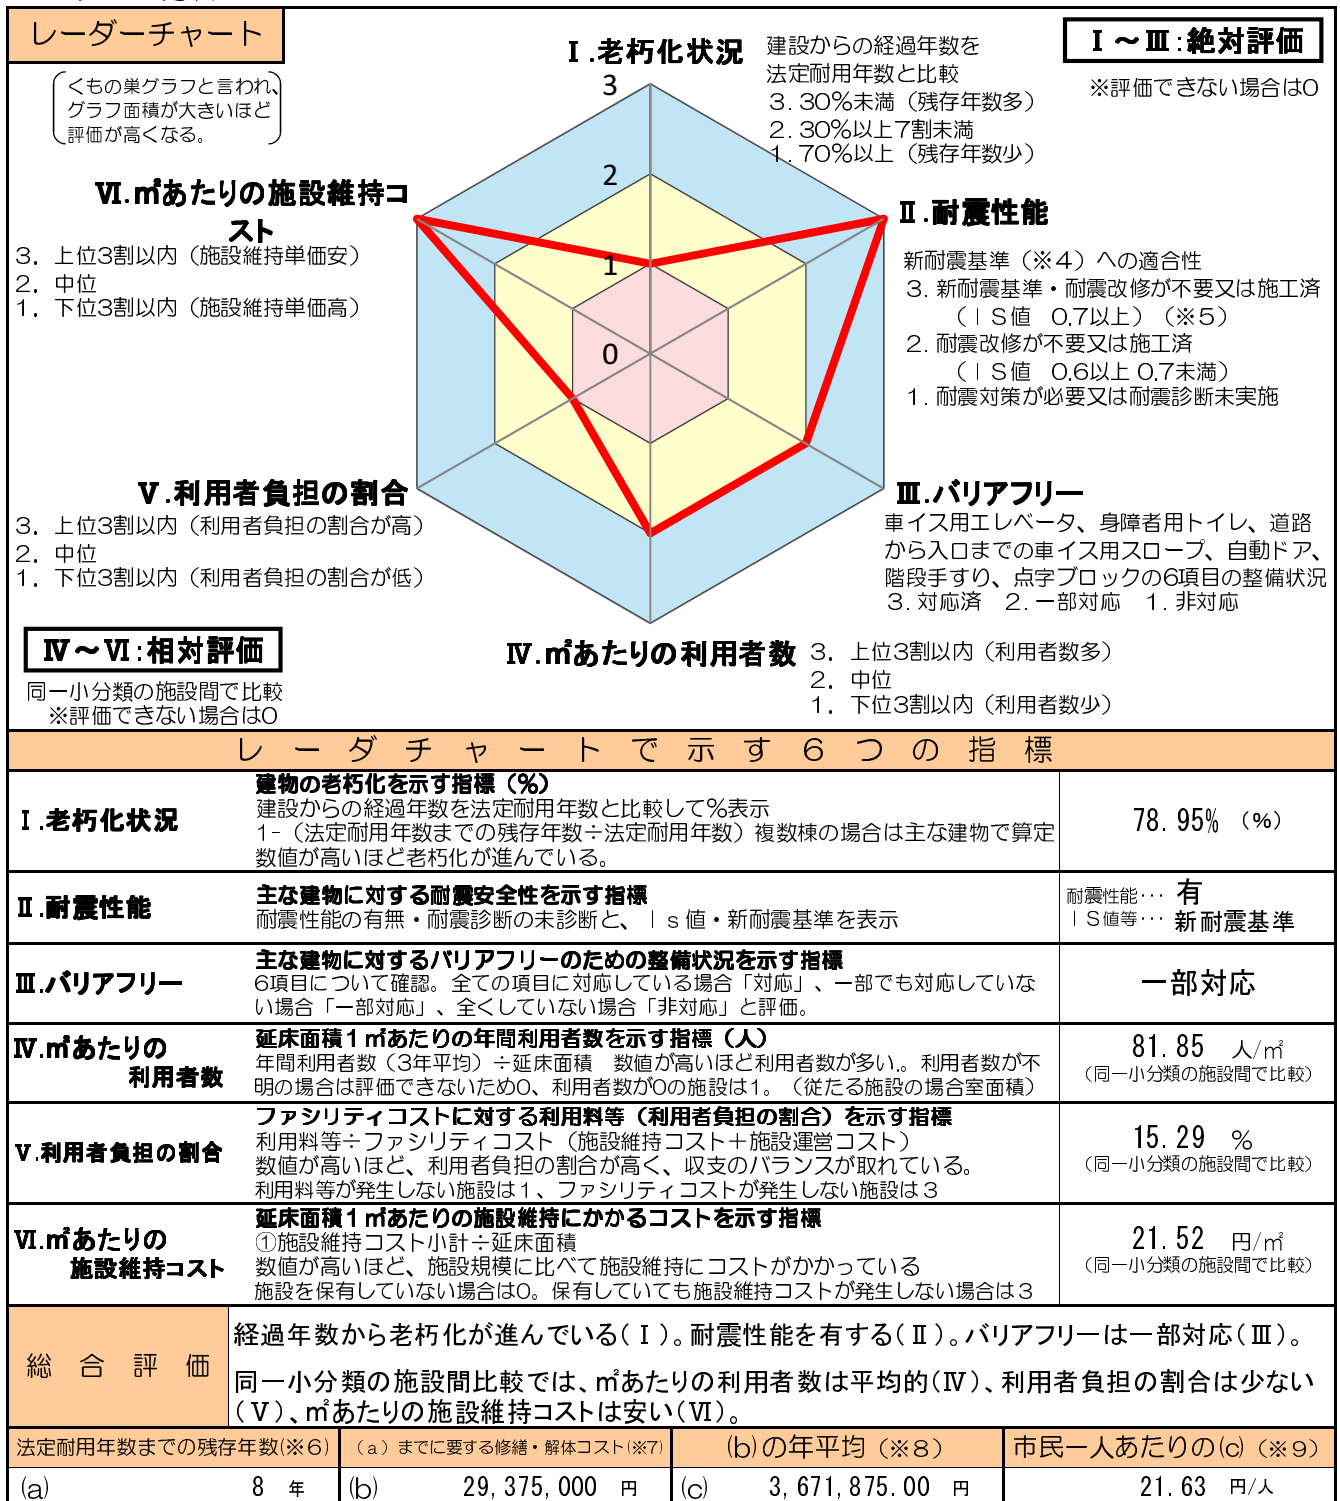 レーダーチャート
くもの巣グラフと言われ、
グラフ面積が大きいほど
評価が高くなる。
Ⅰ～Ⅲ:絶対評価
※評価できない場合は0
Ⅰ.老朽化状況
建設からの経過年数を
法定耐用年数と比較
3. 30%未満（残存年数多）
2. 30%以上7割未満
1. 70%以上（残存年数少）
3
2
1
0
Ⅵ.㎡あたりの施設維持コ
スト
3. 上位3割以内（施設維持単価安）
2. 中位
1. 下位3割以内（施設維持単価高）
Ⅱ.耐震性能
新耐震基準（※4）への適合性
3. 新耐震基準・耐震改修が不要又は施工済
（ＩＳ値　0.7以上）（※5）
2. 耐震改修が不要又は施工済
（ＩＳ値　0.6以上 0.7未満）
1. 耐震対策が必要又は耐震診断未実施
Ⅴ.利用者負担の割合
3. 上位3割以内（利用者負担の割合が高）
2. 中位
1. 下位3割以内（利用者負担の割合が低）
Ⅲ.バリアフリー
車イス用エレベータ、身障者用トイレ、道路
から入口までの車イス用スロープ、自動ドア、
階段手すり、点字ブロックの6項目の整備状況
3. 対応済　2. 一部対応　1. 非対応
Ⅳ～Ⅵ:相対評価
同一小分類の施設間で比較
※評価できない場合は0
Ⅳ.㎡あたりの利用者数
3. 上位3割以内（利用者数多）
2. 中位
1. 下位3割以内（利用者数少）
レーダチャートで示す６つの指標
Ⅰ.老朽化状況
建物の老朽化を示す指標（%）
建設からの経過年数を法定耐用年数と比較して%表示
1-（法定耐用年数までの残存年数÷法定耐用年数）複数棟の場合は主な建物で算定
数値が高いほど老朽化が進んでいる。
78.95%　（%）
Ⅱ.耐震性能
主な建物に対する耐震安全性を示す指標
耐震性能の有無・耐震診断の未診断と、Ｉｓ値・新耐震基準を表示
耐震性能･･･ 有
ＩＳ値等･･･ 新耐震基準
Ⅲ.バリアフリー
主な建物に対するバリアフリーのための整備状況を示す指標
6項目について確認。全ての項目に対応している場合「対応」、一部でも対応していな
い場合「一部対応」、全くしていない場合「非対応」と評価。
一部対応
Ⅳ.㎡あたりの
利用者数
延床面積１㎡あたりの年間利用者数を示す指標（人）
年間利用者数（3年平均）÷延床面積　数値が高いほど利用者数が多い。利用者数が不
明の場合は評価できないため0、利用者数が0の施設は1。（従たる施設の場合室面積）
81.85　人/㎡
（同一小分類の施設間で比較）
Ⅴ.利用者負担の割合
ファシリティコストに対する利用料等（利用者負担の割合）を示す指標
利用料等÷ファシリティコスト（施設維持コスト＋施設運営コスト）
数値が高いほど、利用者負担の割合が高く、収支のバランスが取れている。
利用料等が発生しない施設は１、ファシリティコストが発生しない施設は３
15.29　%
（同一小分類の施設間で比較）
Ⅵ.㎡あたりの
施設維持コスト
延床面積１㎡あたりの施設維持にかかるコストを示す指標
①施設維持コスト小計÷延床面積
数値が高いほど、施設規模に比べて施設維持にコストがかかっている
施設を保有していない場合は0。保有していても施設維持コストが発生しない場合は３
21.52　円/㎡
（同一小分類の施設間で比較）
総合評価
経過年数から老朽化が進んでいる(Ⅰ)。耐震性能を有する(Ⅱ)。バリアフリーは一部対応(Ⅲ)。
同一小分類の施設間比較では、㎡あたりの利用者数は平均的(Ⅳ)、利用者負担の割合は少ない
(Ⅴ)、㎡あたりの施設維持コストは安い(Ⅵ)。
法定耐用年数までの残存年数(※6)
（a）までに要する修繕・解体コスト(※7)
(b)の年平均（※8）
市民一人あたりの(c)（※9）
(a)　8 年
(b)　29,375,000 円
(c)　3,671,875.00 円
21.63 円/人